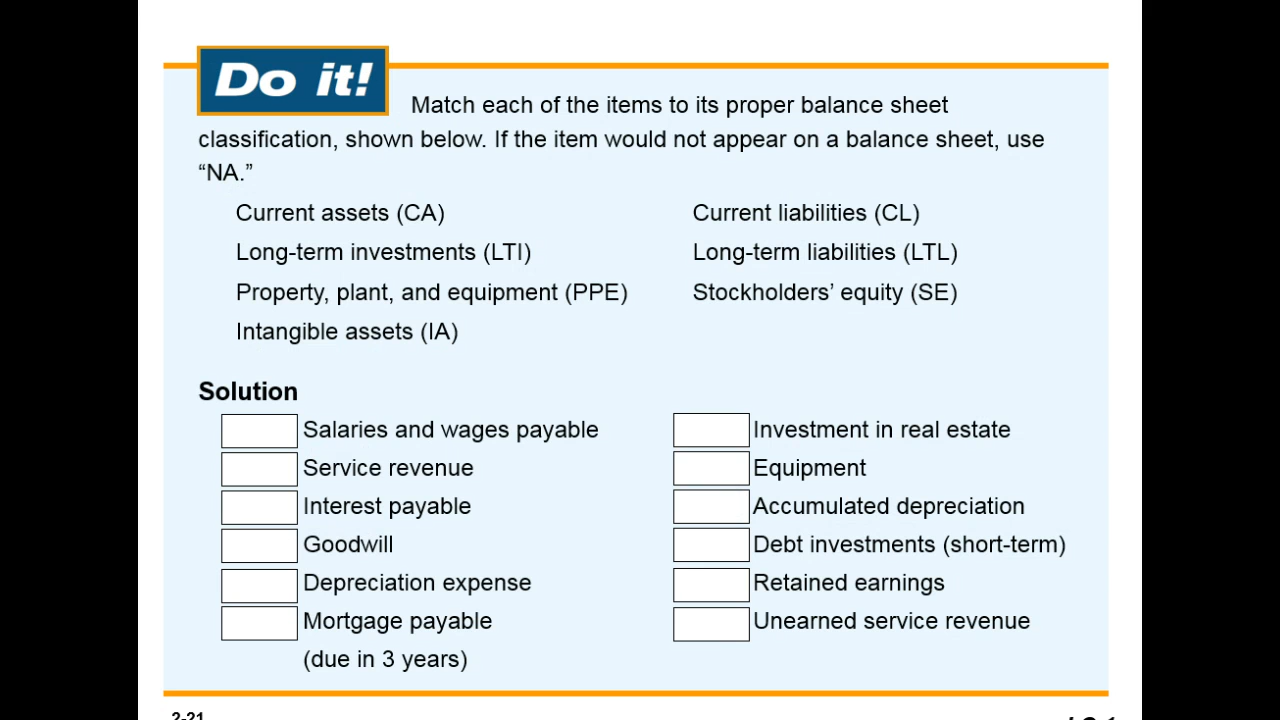 Do it!
Match each of the items to its proper balance sheet
classification, shown below. If the item would not appear on a balance sheet, use
“NA.”
Current assets (CA)
Long-term investments (LTI)
Property, plant, and equipment (PPE)
Intangible assets (IA)
Current liabilities (CL)
Long-term liabilities (LTL)
Stockholders’ equity (SE)
Solution
Salaries and wages payable
Service revenue
Interest payable
Goodwill
Depreciation expense
Mortgage payable
(due in 3 years)
Investment in real estate
Equipment
Accumulated depreciation
Debt investments (short-term)
Retained earnings
Unearned service revenue
2-21
LO 1